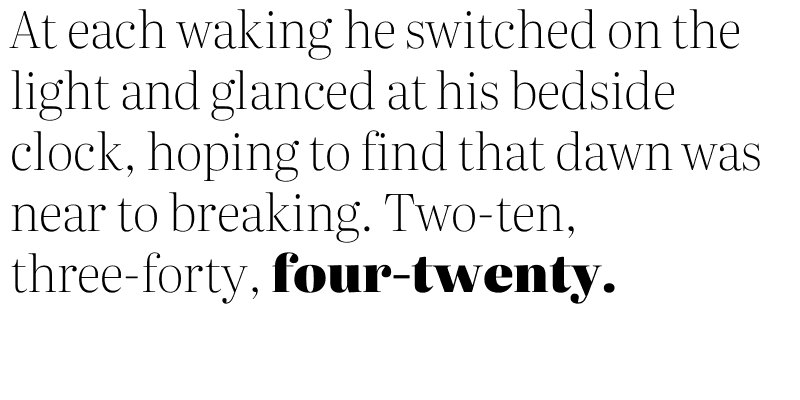 At each waking he switched on the
light and glanced at his bedside
clock, hoping to find that dawn was
near to breaking. Two-ten,
three-forty, four-twenty.